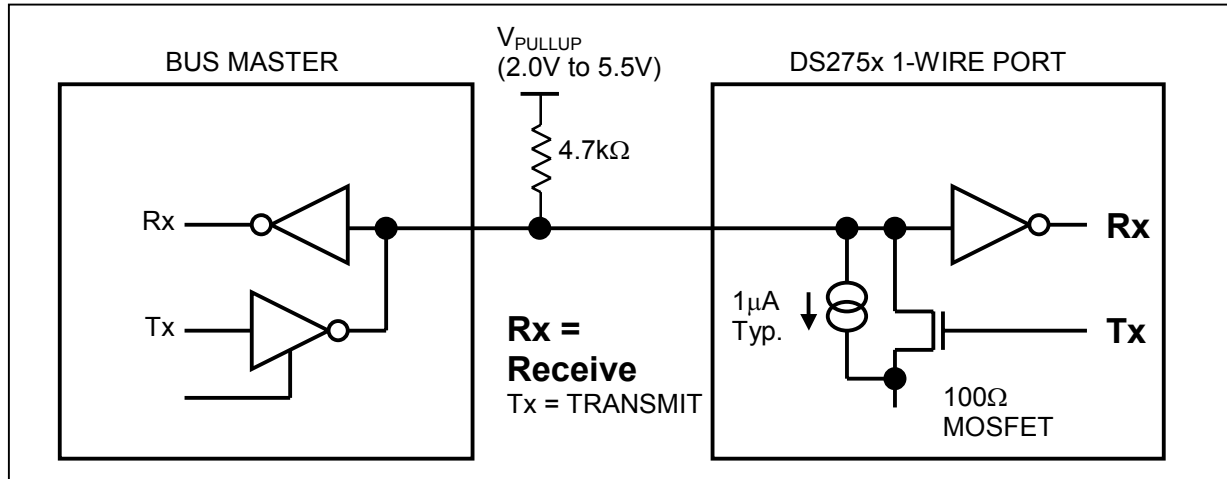 BUS MASTER
V_PULLUP
(2.0V to 5.5V)
DS275x 1-WIRE PORT
4.7kΩ
Rx
Tx
Rx =
Receive
Tx = TRANSMIT
1μA
Typ.
Rx
Tx
100Ω
MOSFET